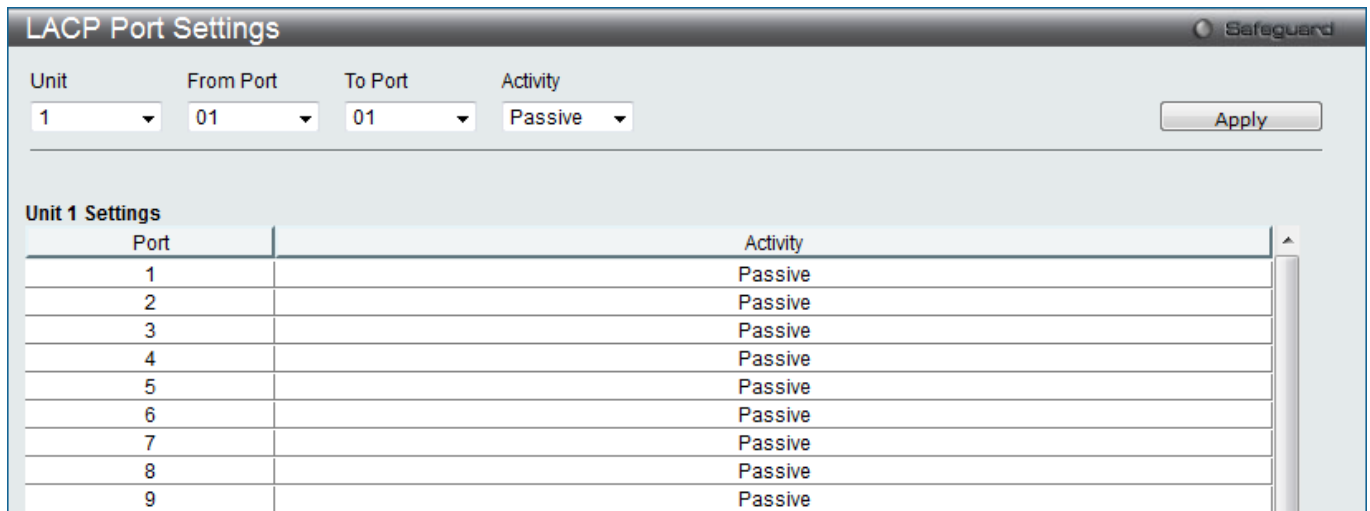 LACP Port Settings Safeguard
Unit From Port To Port Activity
1 01 01 Passive Apply
Unit 1 Settings
Port Activity
1 Passive
2 Passive
3 Passive
4 Passive
5 Passive
6 Passive
7 Passive
8 Passive
9 Passive